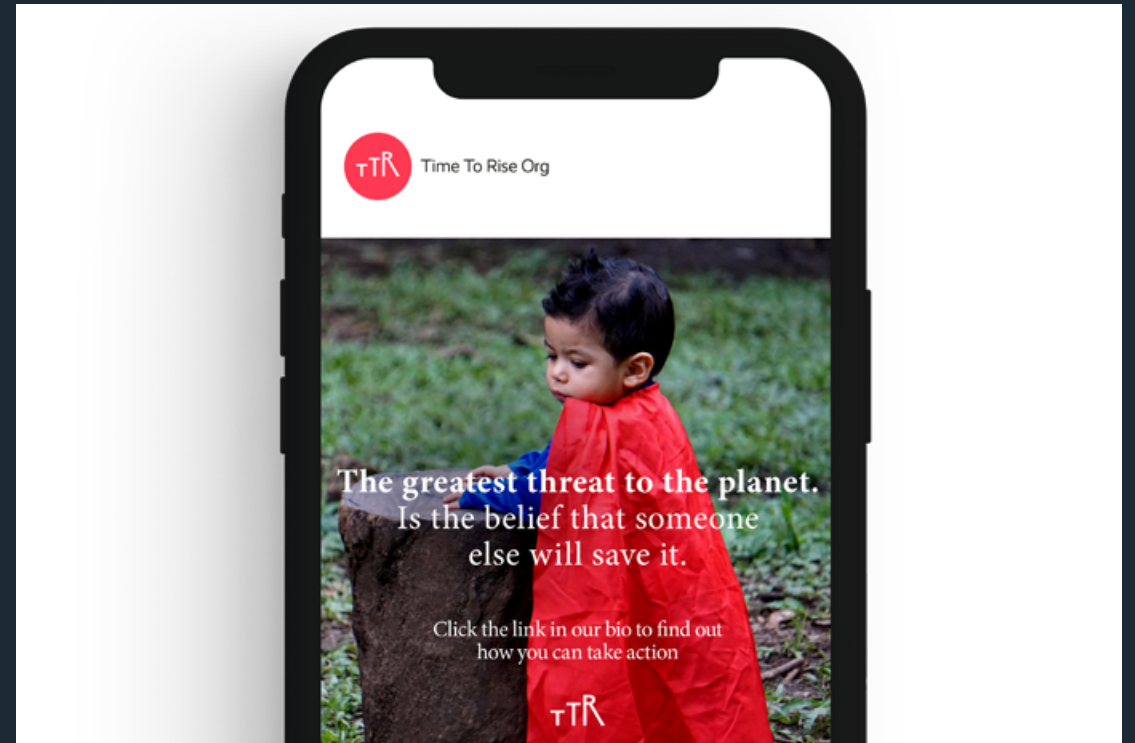 TTR
Time To Rise Org
The greatest threat to the planet.
Is the belief that someone
else will save it.
Click the link in our bio to find out
how you can take action
TTR